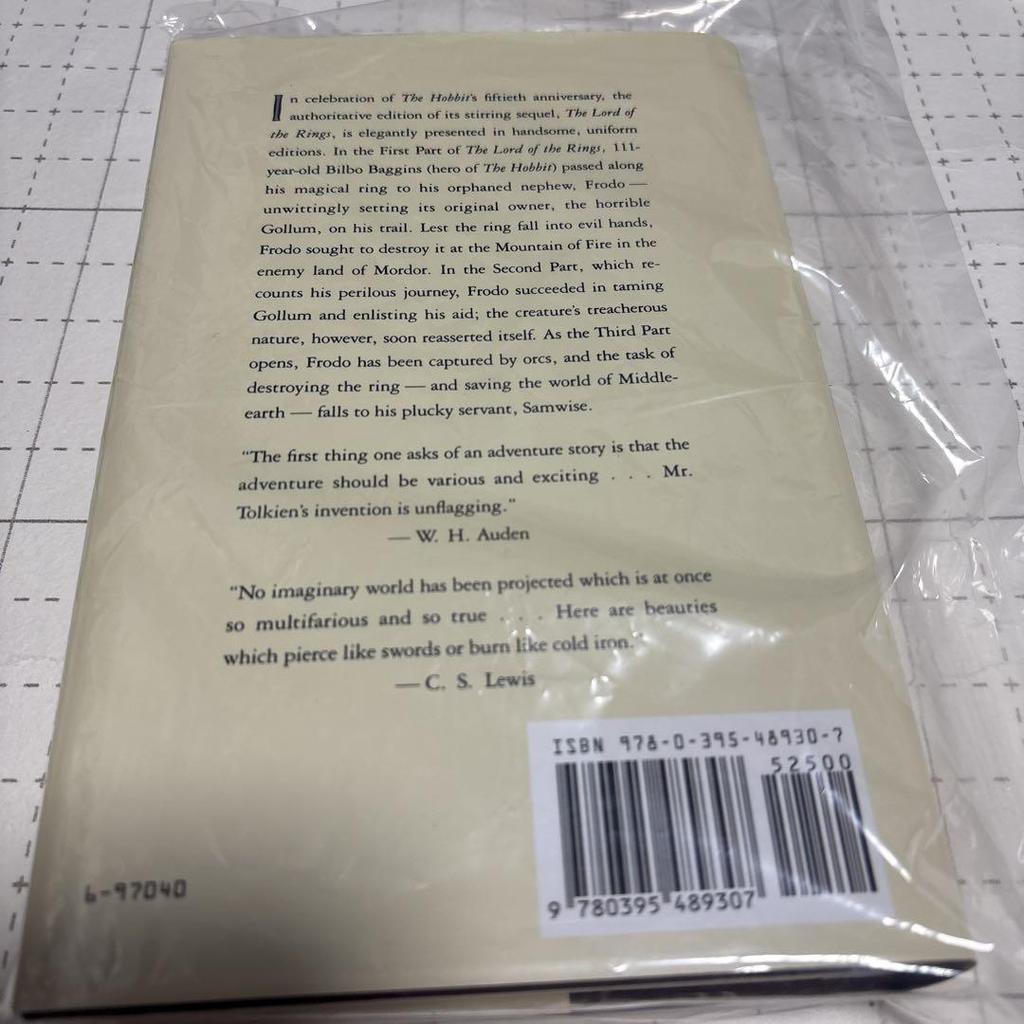 In celebration of The Hobbit's fiftieth anniversary, the
authoritative edition of its stirring sequel, The Lord of
the Rings, is elegantly presented in handsome, uniform
editions. In the First Part of The Lord of the Rings, 111-
year-old Bilbo Baggins (hero of The Hobbit) passed along
his magical ring to his orphaned nephew, Frodo —
unwittingly setting its original owner, the horrible
Gollum, on his trail. Lest the ring fall into evil hands,
Frodo sought to destroy it at the Mountain of Fire in the
enemy land of Mordor. In the Second Part, which re-
counts his perilous journey, Frodo succeeded in taming
Gollum and enlisting his aid; the creature's treacherous
nature, however, soon reasserted itself. As the Third Part
opens, Frodo has been captured by orcs, and the task of
destroying the ring — and saving the world of Middle-
earth — falls to his plucky servant, Samwise.
"The first thing one asks of an adventure story is that the
adventure should be various and exciting . . . Mr.
Tolkien's invention is unflagging."
— W. H. Auden
"No imaginary world has been projected which is at once
so multifarious and so true . . . Here are beauties
which pierce like swords or burn like cold iron."
— C. S. Lewis
ISBN 978-0-395-48930-7
52500
9 780395 489307
6-97040